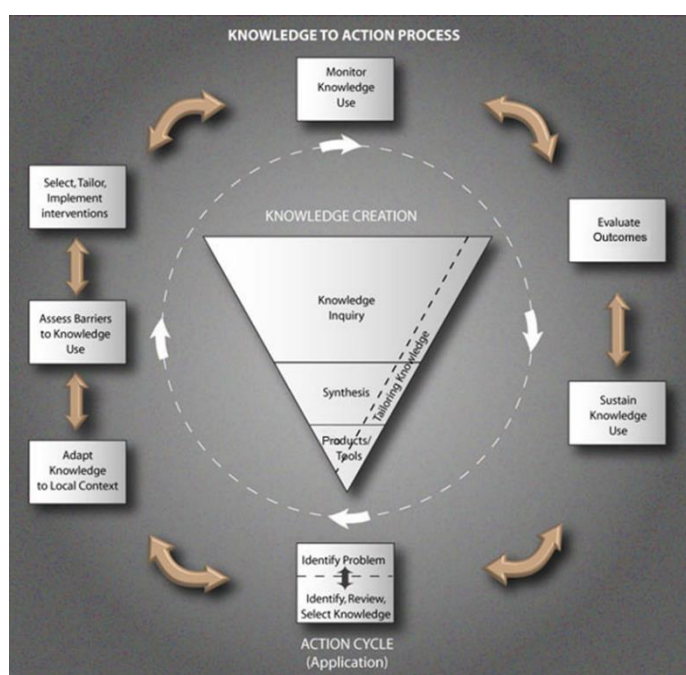 KNOWLEDGE TO ACTION PROCESS
Monitor
Knowledge
Use
Select, Tailor,
Implement
interventions
Evaluate
Outcomes
KNOWLEDGE CREATION
Knowledge
Inquiry
Assess Barriers
to Knowledge
Use
Synthesis
Tailoring Knowledge
Products/
Tools
Sustain
Knowledge
Use
Adapt
Knowledge
to Local Context
Identify Problem
Identify, Review,
Select Knowledge
ACTION CYCLE
(Application)